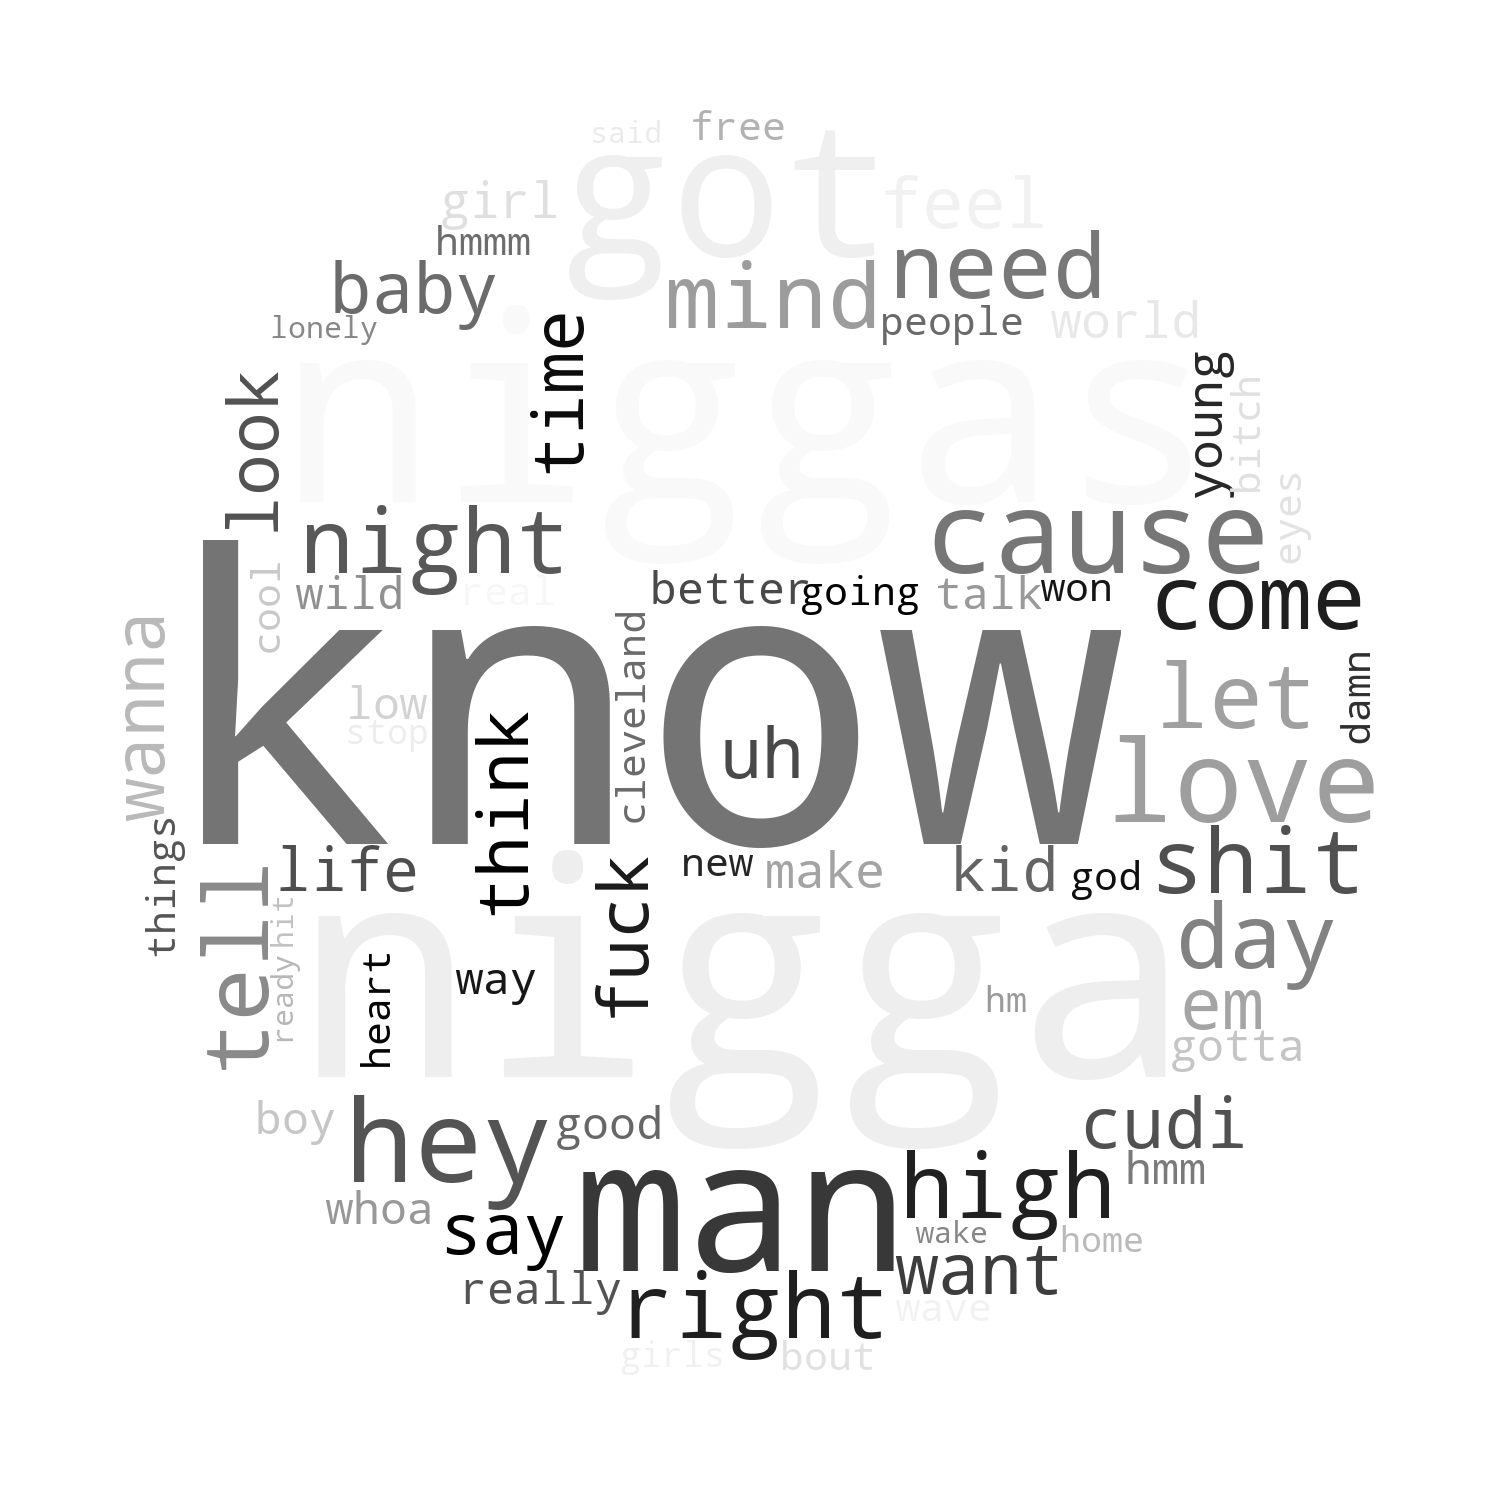 said
free
got
girl
feel
hmmm
need
baby
mind
time
people
world
lonely
niggas
look
young
bitch
eyes
night
cause
cool
wild
real
better
going
talk
won
come
know
wanna
low
stop
think
cleveland
uh
let
damn
love
things
life
tell
new
make
kid
god
shit
nigga
fuck
ready
hit
heart
way
day
hm
em
gotta
boy
hey
good
cudi
man
high
hmm
whoa
say
wake
home
want
really
right
wave
girls
bout